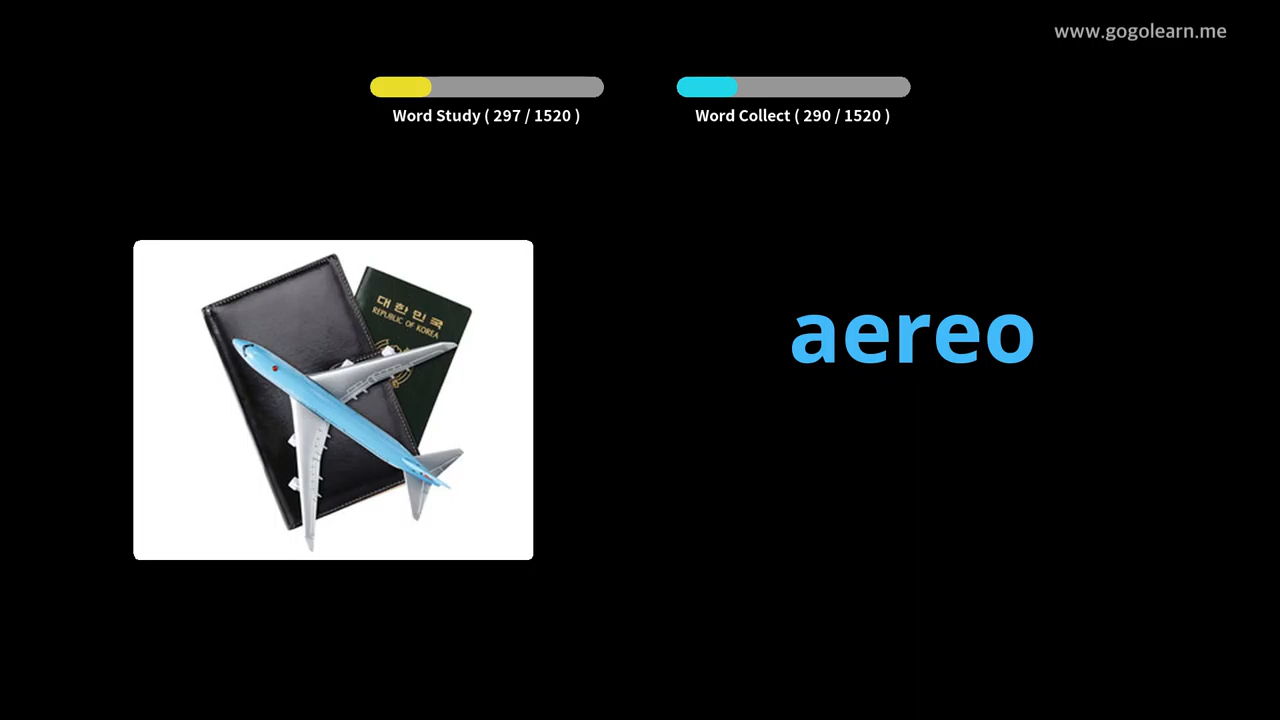 www.gogolearn.me
Word Study ( 297 / 1520 )
Word Collect ( 290 / 1520 )
대한민국
REPUBLIC OF KOREA
aereo